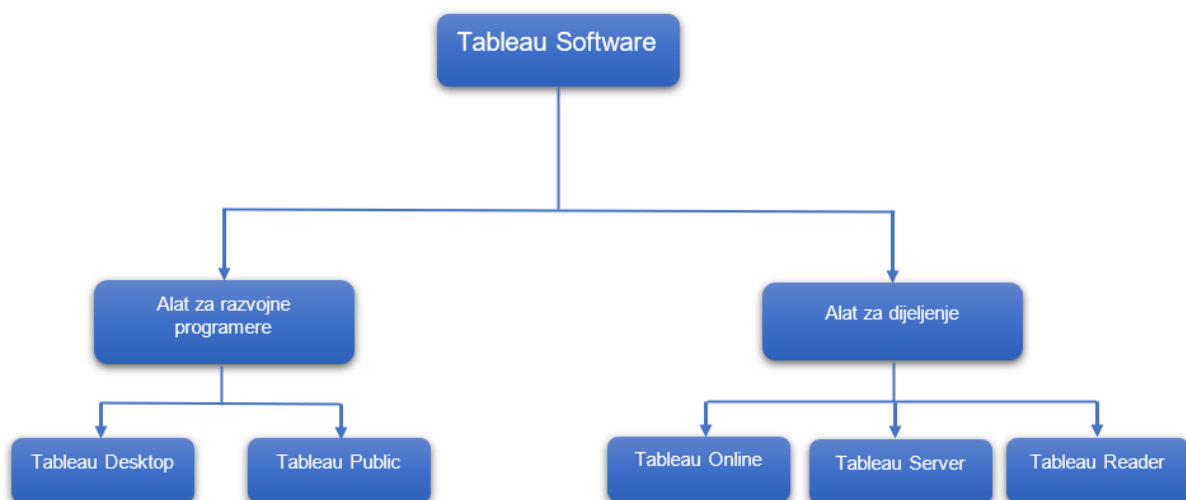 Tableau Software
Alat za razvojne
programere
Alat za dijeljenje
Tableau Desktop
Tableau Public
Tableau Online
Tableau Server
Tableau Reader